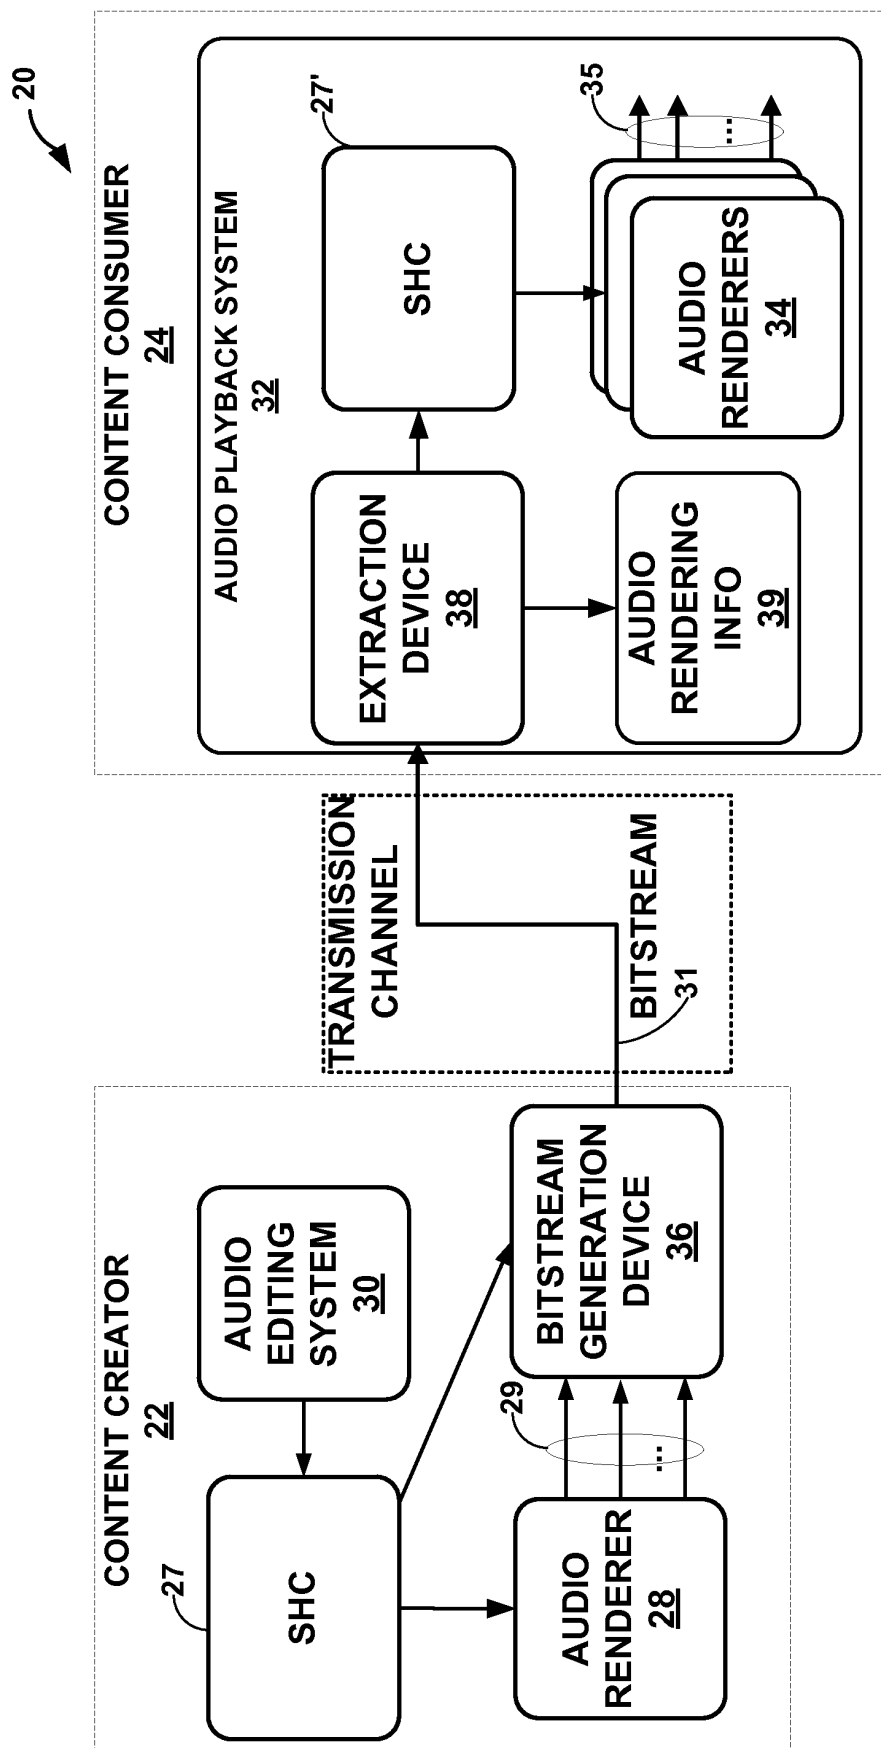 20
CONTENT CREATOR
22
27
SHC
AUDIO
EDITING
SYSTEM
30
AUDIO
RENDERER
28
29
...
BITSTREAM
GENERATION
DEVICE
36
TRANSMISSION
CHANNEL
BITSTREAM
31
CONTENT CONSUMER
24
AUDIO PLAYBACK SYSTEM
32
EXTRACTION
DEVICE
38
27'
SHC
AUDIO
RENDERING
INFO
39
AUDIO
RENDERERS
34
35
...